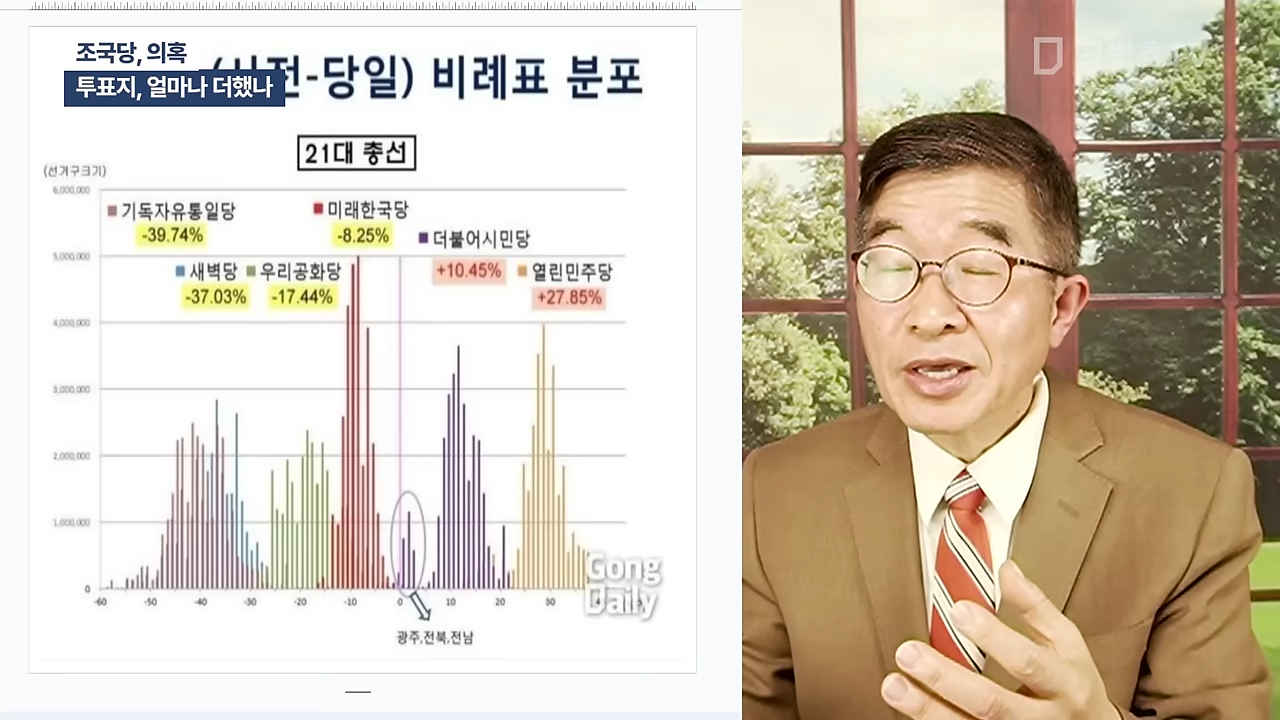 조국당, 의혹
투표지, 얼마나 더했나
전-당일) 비례표 분포
21대 총선
(선거구크기)
6,000,000
기독자유통일당
-39.74%
미래한국당
-8.25%
더불어시민당
+10.45%
5,000,000
새벽당
-37.03%
우리공화당
-17.44%
열린민주당
+27.85%
4,000,000
3,000,000
2,000,000
1,000,000
0
-60 -50 -40 -30 -20 -10 0 10 20 30
Gong
Daily
광주,전북,전남